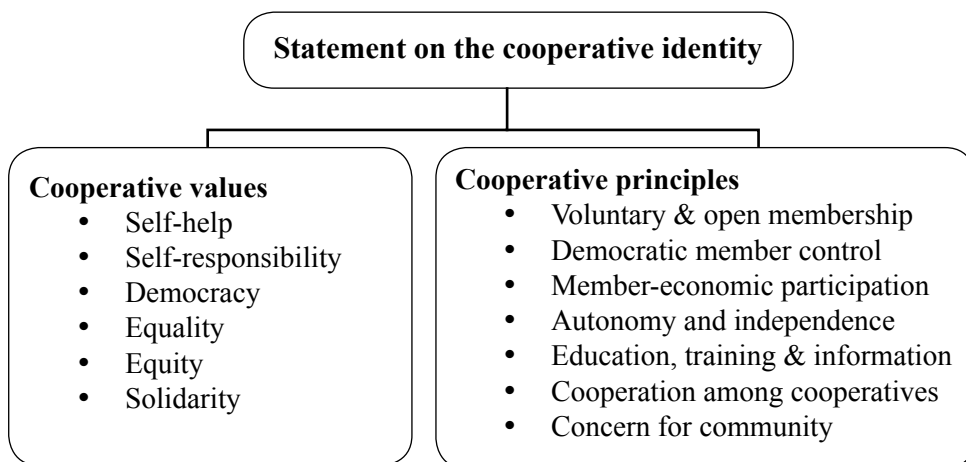 Statement on the cooperative identity
Cooperative values
• Self-help
• Self-responsibility
• Democracy
• Equality
• Equity
• Solidarity
Cooperative principles
• Voluntary & open membership
• Democratic member control
• Member-economic participation
• Autonomy and independence
• Education, training & information
• Cooperation among cooperatives
• Concern for community